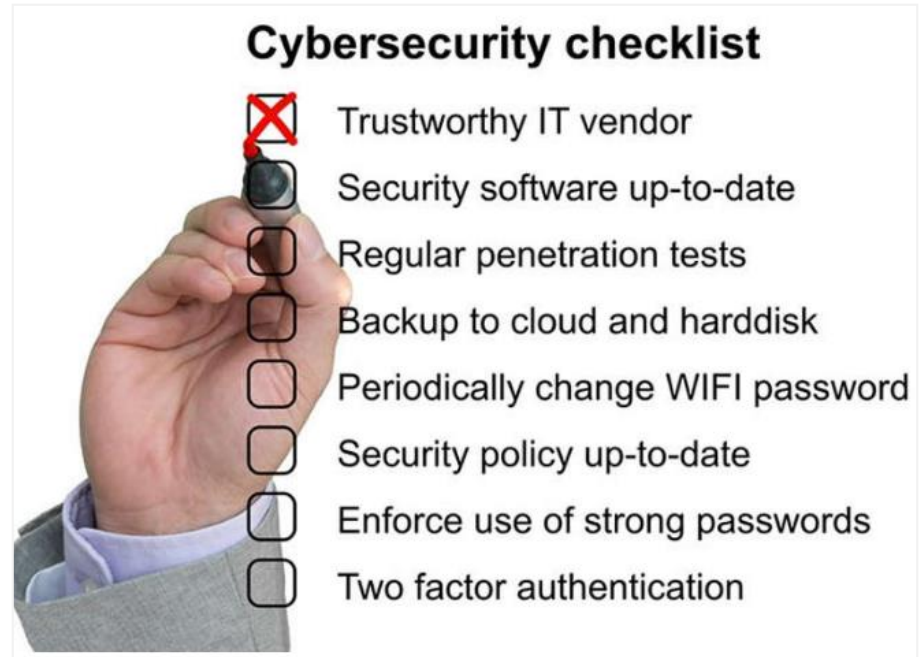 Cybersecurity checklist
Trustworthy IT vendor
Security software up-to-date
Regular penetration tests
Backup to cloud and harddisk
Periodically change WIFI password
Security policy up-to-date
Enforce use of strong passwords
Two factor authentication